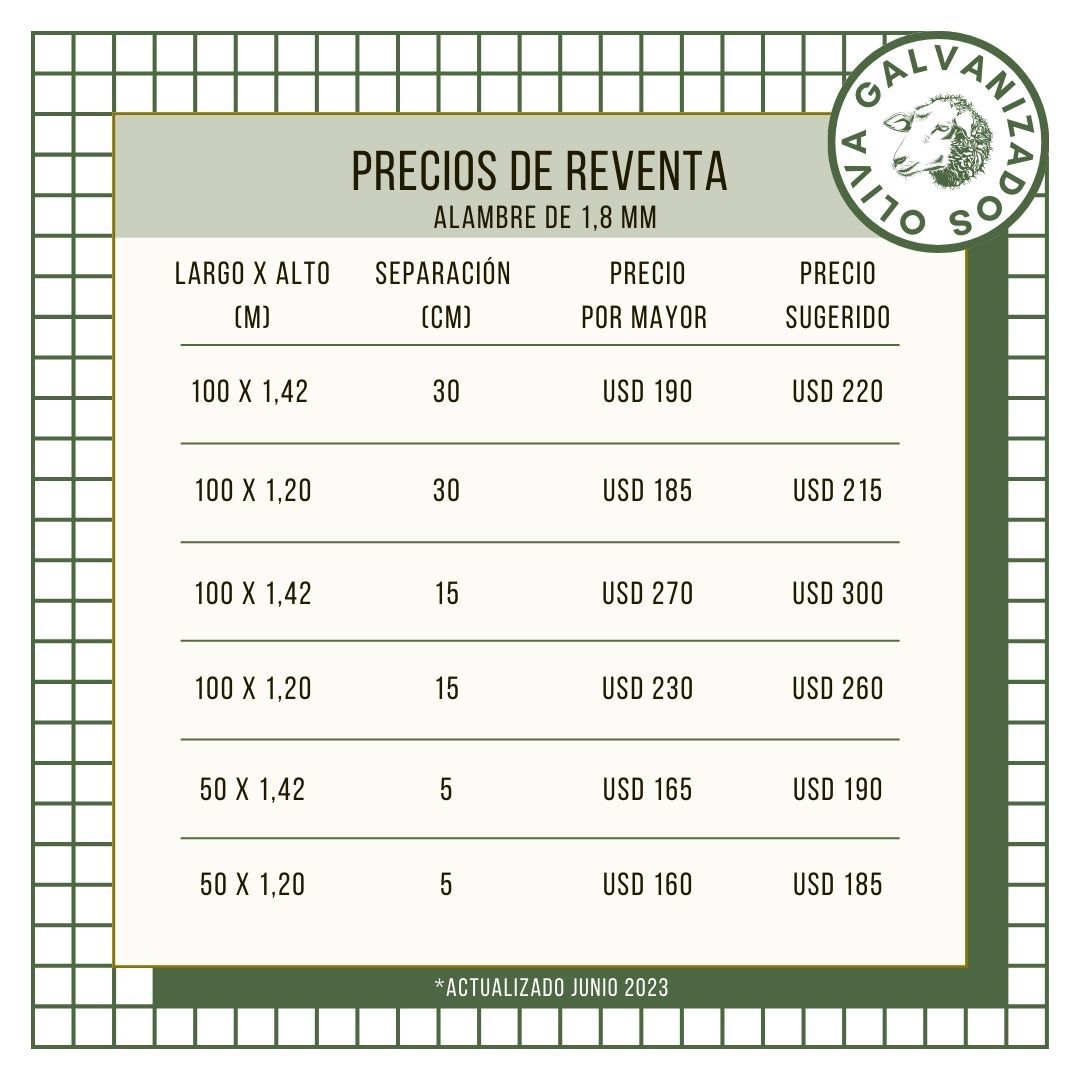 GALVANIZADOS OLIVA
PRECIOS DE REVENTA
ALAMBRE DE 1,8 MM
LARGO X ALTO (M) SEPARACIÓN (CM) PRECIO POR MAYOR PRECIO SUGERIDO
100 X 1,42 30 USD 190 USD 220
100 X 1,20 30 USD 185 USD 215
100 X 1,42 15 USD 270 USD 300
100 X 1,20 15 USD 230 USD 260
50 X 1,42 5 USD 165 USD 190
50 X 1,20 5 USD 160 USD 185
*ACTUALIZADO JUNIO 2023